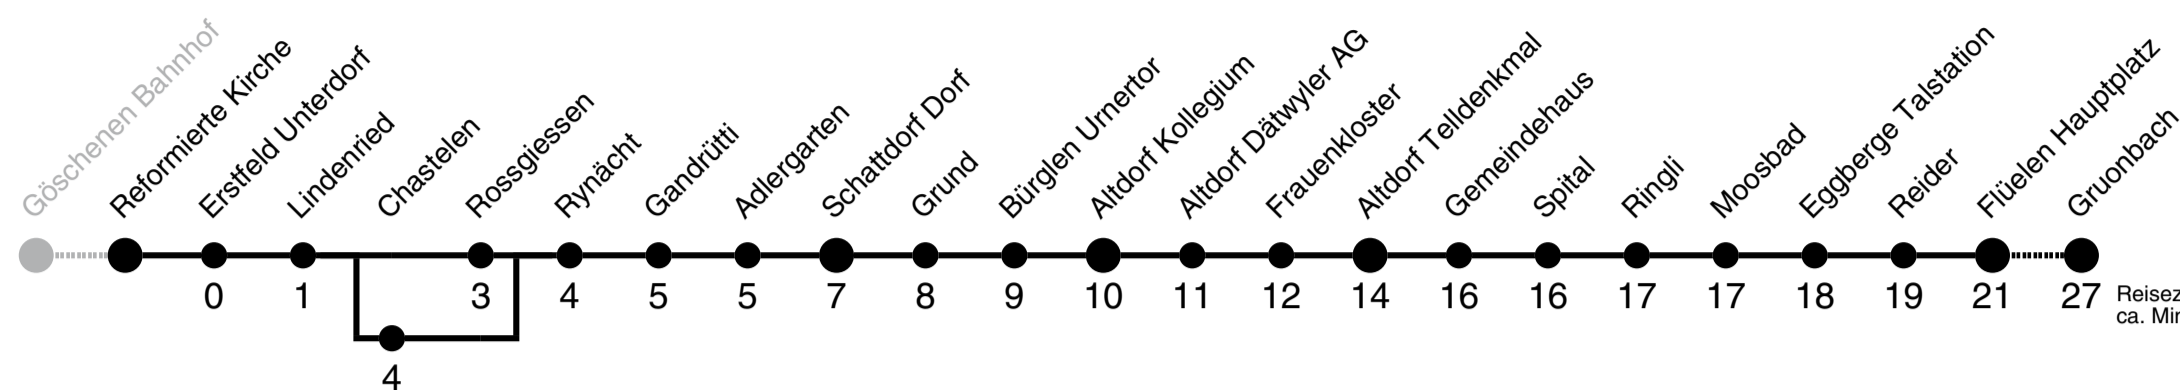 Göschenen Bahnhof
Reformierte Kirche
Erstfeld Unterdorf
Lindenried
Chastelen
Rossgiessen
Rynächt
Gandrütti
Adlergarten
Schattdorf Dorf
Grund
Bürglen Urnertor
Altdorf Kollegium
Altdorf Dätwyler AG
Frauenkloster
Altdorf Telldenkmal
Gemeindehaus
Spital
Ringli
Moosbad
Eggberge Talstation
Reider
Flüelen Hauptplatz
Gruonbach
0 1 3 4 5 5 7 8 9 10 11 12 14 16 16 17 17 18 19 21 27
Reisez
ca. Mir
4